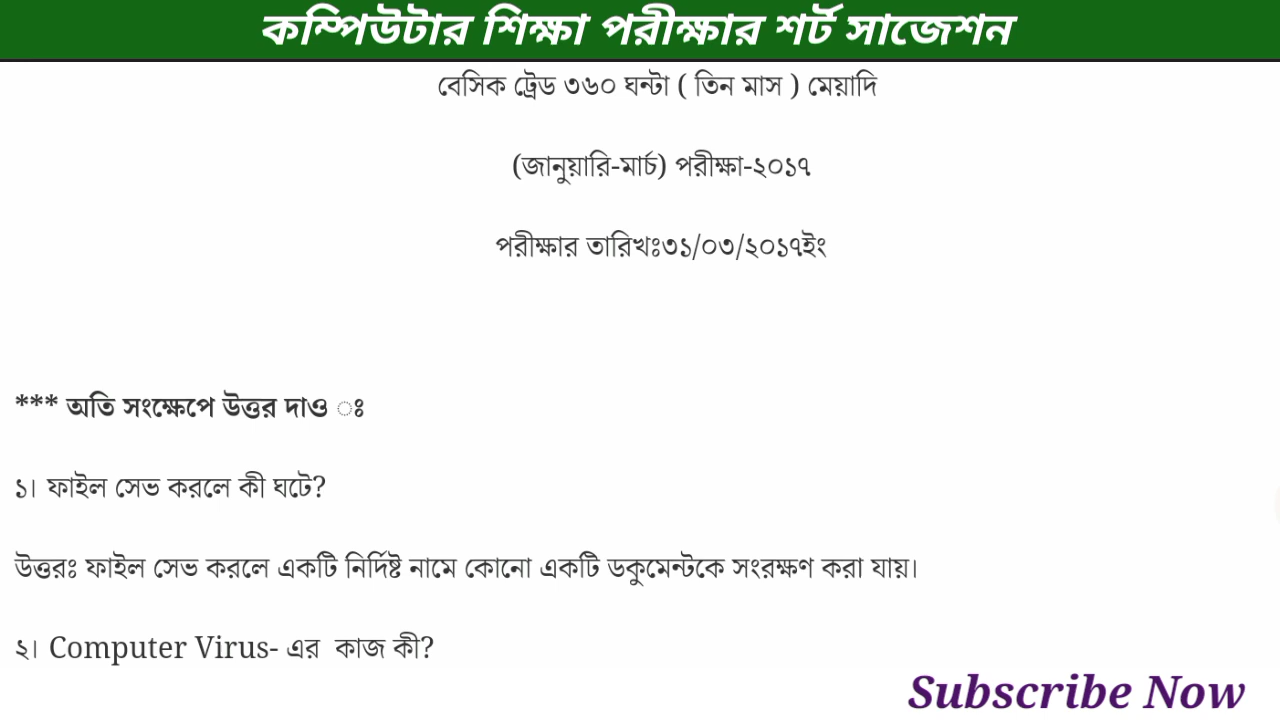 কম্পিউটার শিক্ষা পরীক্ষার শর্ট সাজেশন
বেসিক ট্রেড ৩৬০ ঘন্টা ( তিন মাস ) মেয়াদি
(জানুয়ারি-মার্চ) পরীক্ষা-২০১৭
পরীক্ষার তারিখঃ৩১/০৩/২০১৭ইং
*** অতি সংক্ষেপে উত্তর দাও ঃ
১। ফাইল সেভ করলে কী ঘটে?
উত্তরঃ ফাইল সেভ করলে একটি নির্দিষ্ট নামে কোনো একটি ডকুমেন্টকে সংরক্ষণ করা যায়।
২। Computer Virus- এর কাজ কী?
Subscribe Now